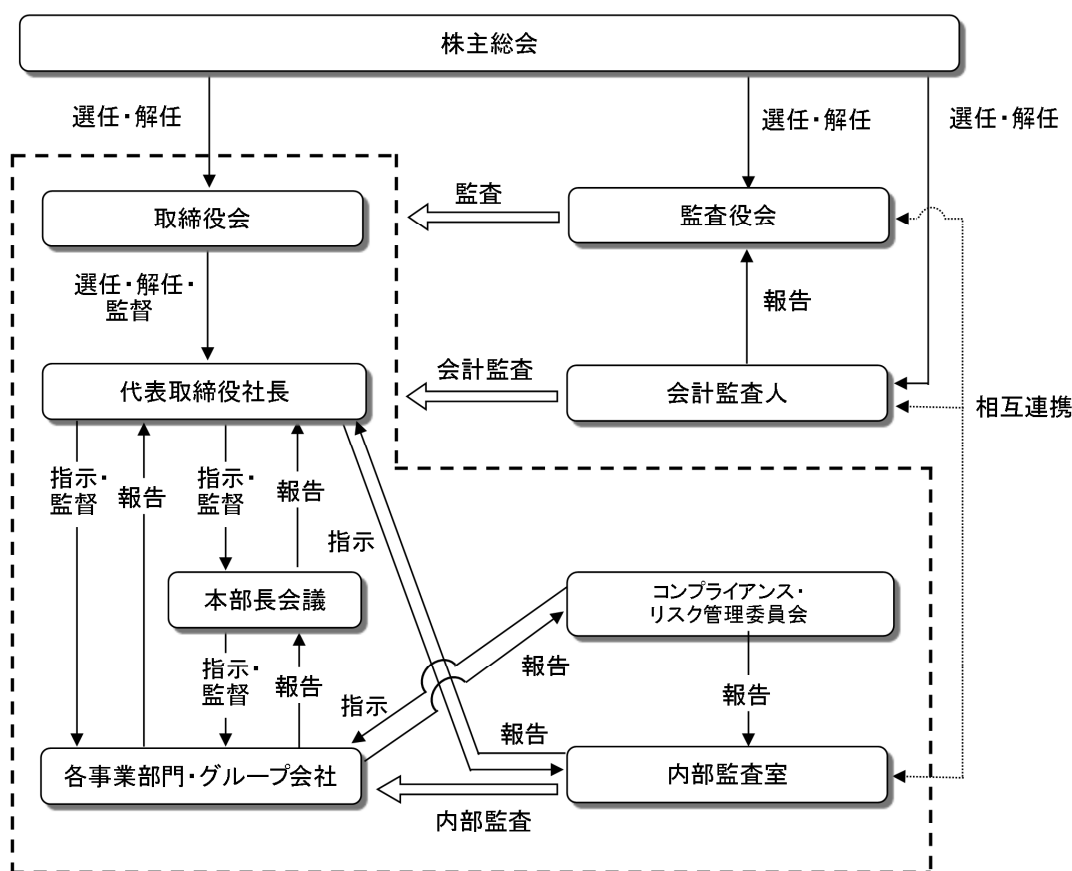 株主総会
選任・解任
選任・解任
選任・解任
取締役会
監査
監査役会
選任・解任・
監督
報告
代表取締役社長
会計監査
会計監査人
相互連携
指示・
監督
報告
指示・
監督
報告
指示
本部長会議
コンプライアンス・
リスク管理委員会
指示・
監督
報告
指示
報告
報告
報告
各事業部門・グループ会社
内部監査室
内部監査